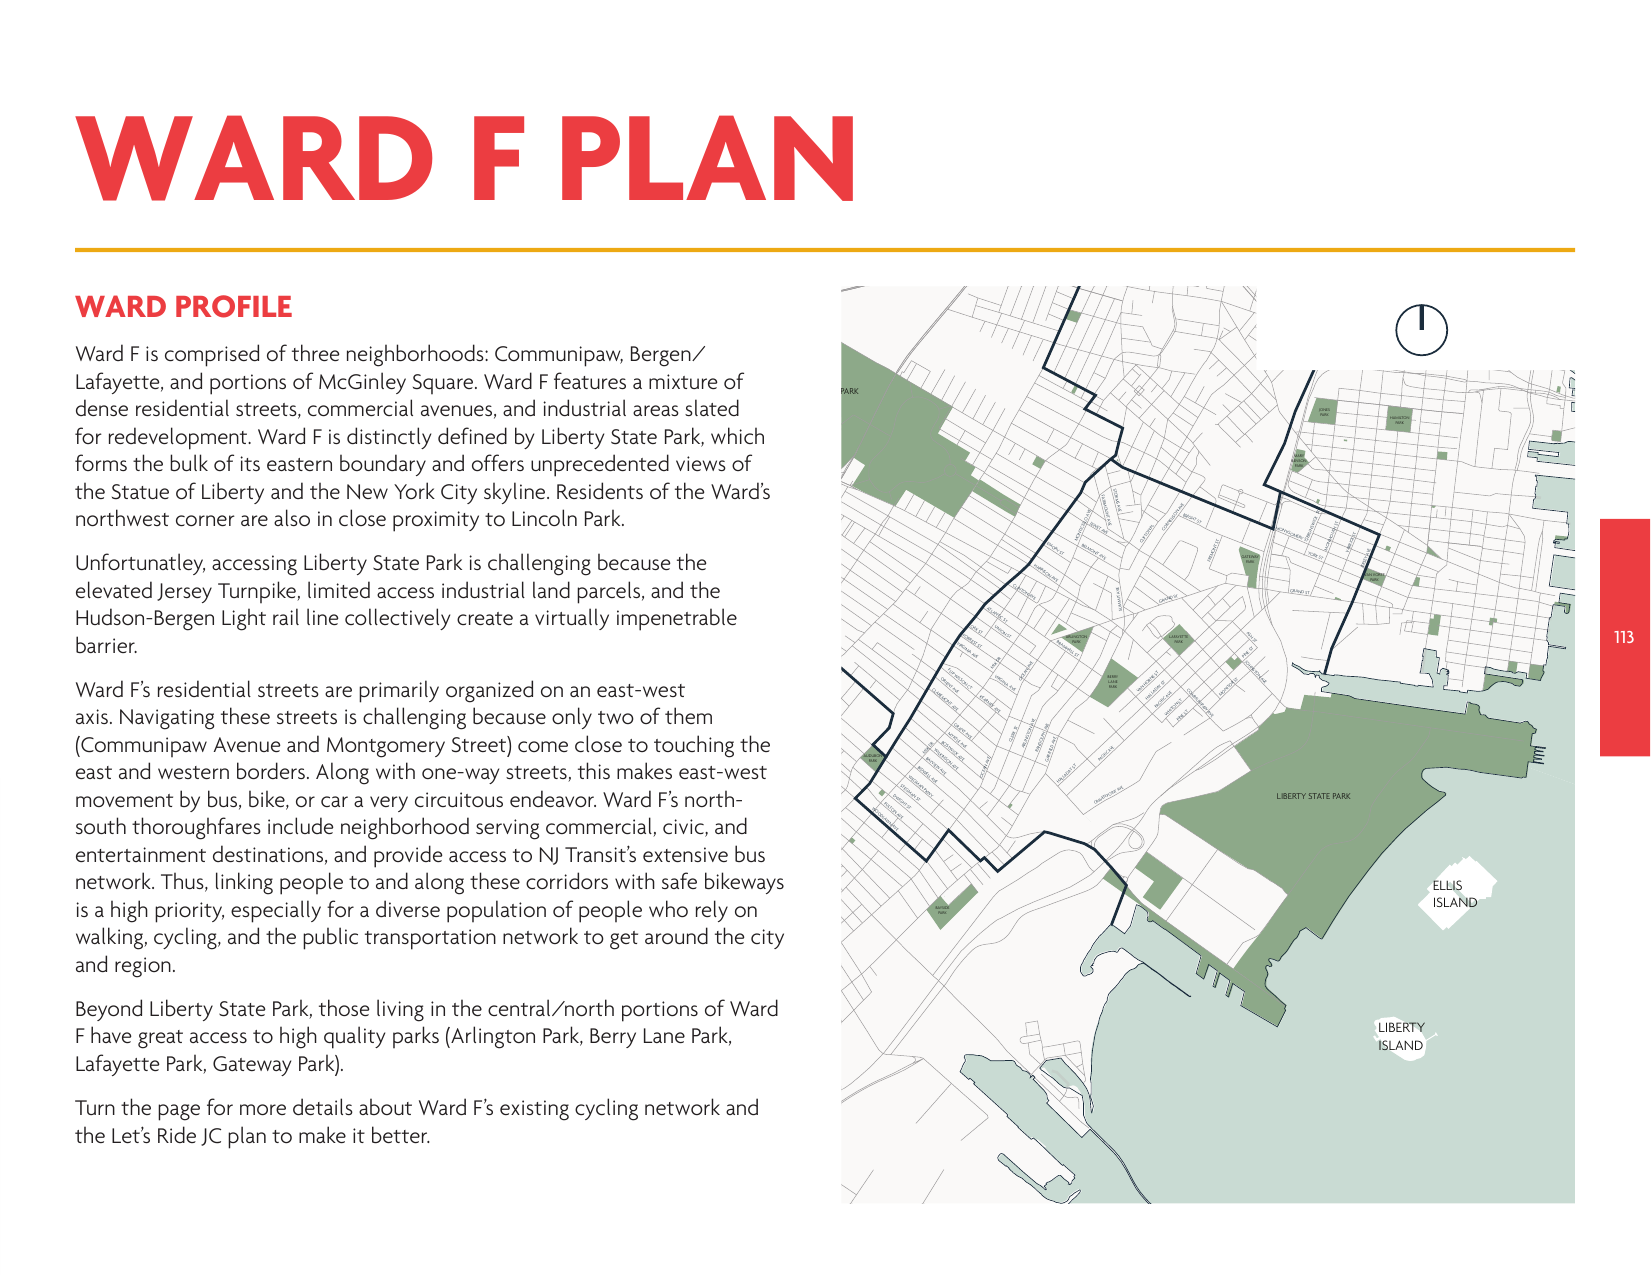 WARD F PLAN
WARD PROFILE
Ward F is comprised of three neighborhoods: Communipaw, Bergen/
Lafayette, and portions of McGinley Square. Ward F features a mixture of
dense residential streets, commercial avenues, and industrial areas slated
for redevelopment. Ward F is distinctly defined by Liberty State Park, which
forms the bulk of its eastern boundary and offers unprecedented views of
the Statue of Liberty and the New York City skyline. Residents of the Ward’s
northwest corner are also in close proximity to Lincoln Park.
Unfortunatley, accessing Liberty State Park is challenging because the
elevated Jersey Turnpike, limited access industrial land parcels, and the
Hudson-Bergen Light rail line collectively create a virtually impenetrable
barrier.
Ward F’s residential streets are primarily organized on an east-west
axis. Navigating these streets is challenging because only two of them
(Communipaw Avenue and Montgomery Street) come close to touching the
east and western borders. Along with one-way streets, this makes east-west
movement by bus, bike, or car a very circuitous endeavor. Ward F’s north-
south thoroughfares include neighborhood serving commercial, civic, and
entertainment destinations, and provide access to NJ Transit’s extensive bus
network. Thus, linking people to and along these corridors with safe bikeways
is a high priority, especially for a diverse population of people who rely on
walking, cycling, and the public transportation network to get around the city
and region.
Beyond Liberty State Park, those living in the central/north portions of Ward
F have great access to high quality parks (Arlington Park, Berry Lane Park,
Lafayette Park, Gateway Park).
Turn the page for more details about Ward F’s existing cycling network and
the Let’s Ride JC plan to make it better.
PARK
LIBERTY STATE PARK
ELLIS
ISLAND
LIBERTY
ISLAND
BERRY
LANE
PARK
LAFAYETTE
PARK
GRAND ST
113